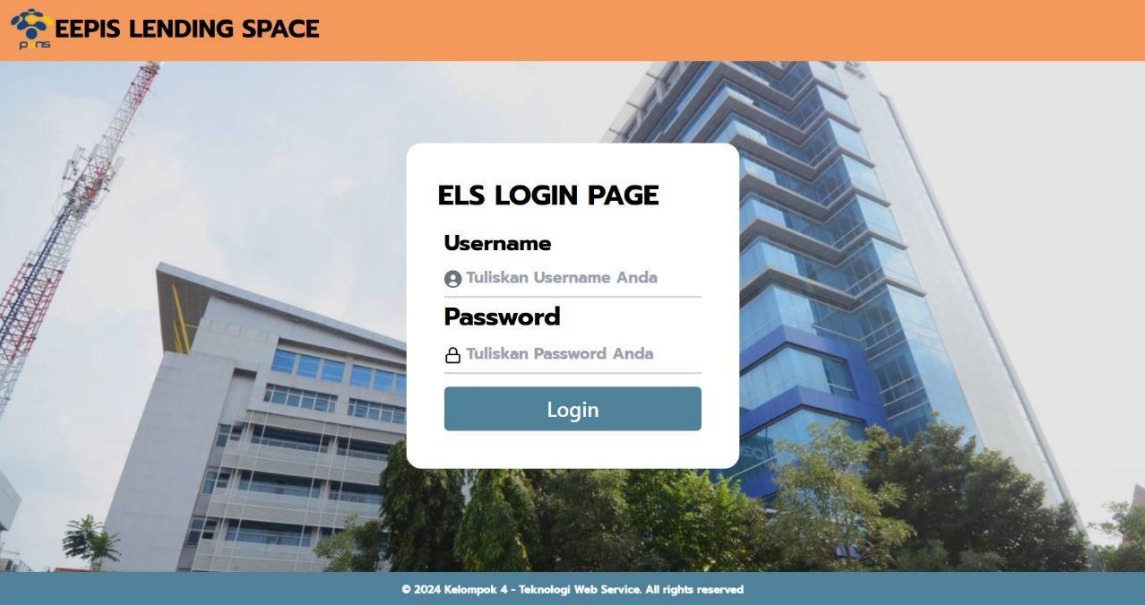 pens
EEPIS LENDING SPACE
ELS LOGIN PAGE
Username
Tuliskan Username Anda
Password
Tuliskan Password Anda
Login
© 2024 Kelompok 4 - Teknologi Web Service. All rights reserved